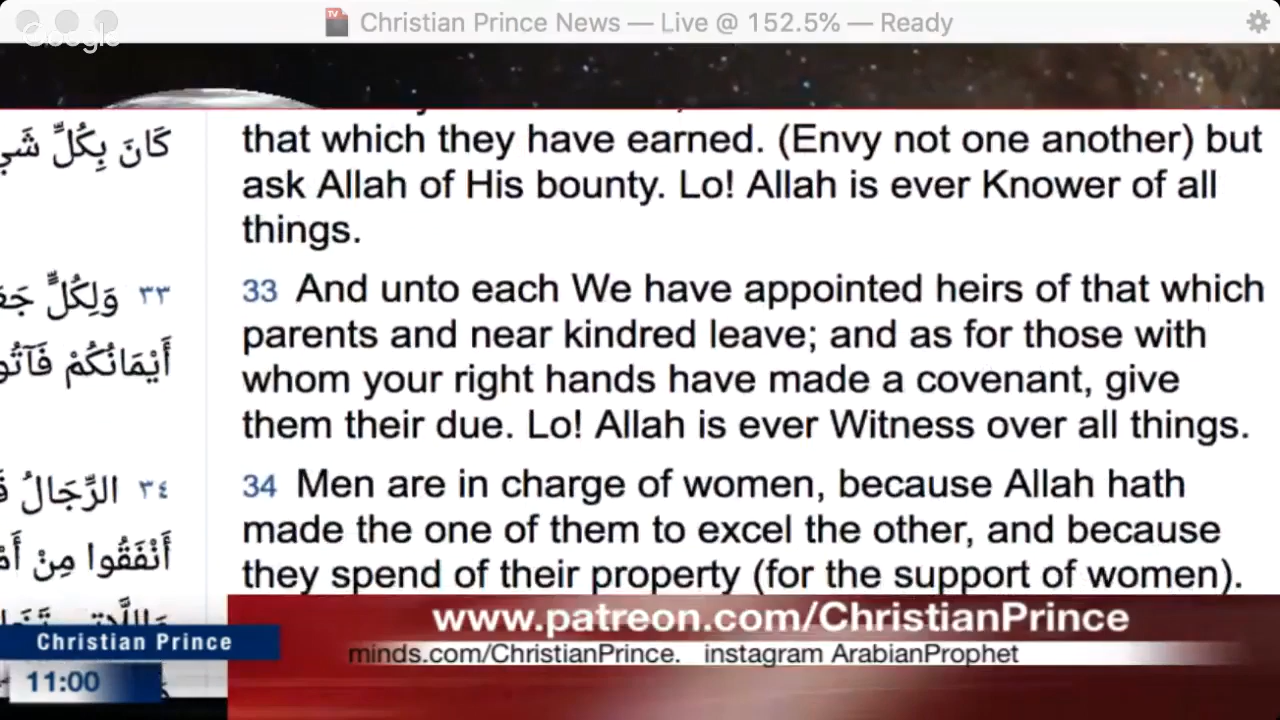 Christian Prince News — Live @ 152.5% — Ready
Google
that which they have earned. (Envy not one another) but
كَانَ بِكُلِّ
ask Allah of His bounty. Lo! Allah is ever Knower of all
things.
33 And unto each We have appointed heirs of that which
٣٣ وَلِكُلٍّ
parents and near kindred leave; and as for those with
أَيْمَانُكُمْ
whom your right hands have made a covenant, give
them their due. Lo! Allah is ever Witness over all things.
34 Men are in charge of women, because Allah hath
٣٤ الرِّجَالُ
made the one of them to excel the other, and because
أَنْفَقُوا مِنْ
they spend of their property (for the support of women).
www.patreon.com/ChristianPrince
Christian Prince
minds.com/ChristianPrince. instagram ArabianProphet
11:00